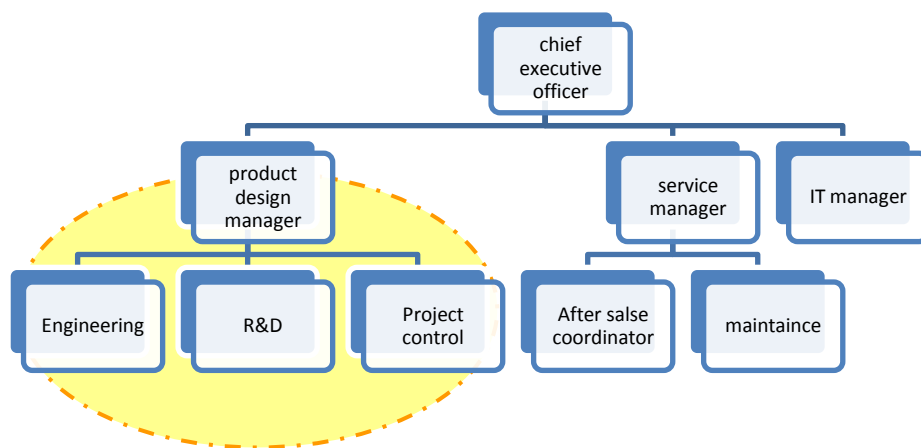 chief
executive
officer
product
design
manager
service
manager
IT manager
Engineering
R&D
Project
control
After salse
coordinator
maintaince